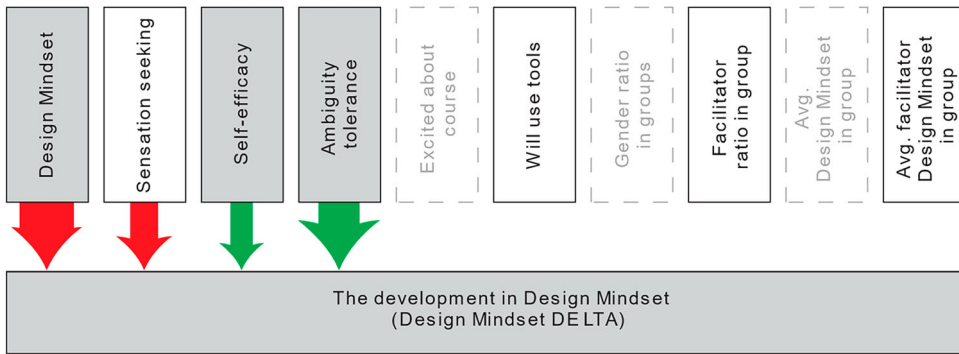 Design Mindset
Sensation seeking
Self-efficacy
Ambiguity
tolerance
Excited about
course
Will use tools
Gender ratio
in groups
Facilitator
ratio in group
Avg.
Design Mindset
in group
Avg. facilitator
Design Mindset
in group
The development in Design Mindset
(Design Mindset DELTA)